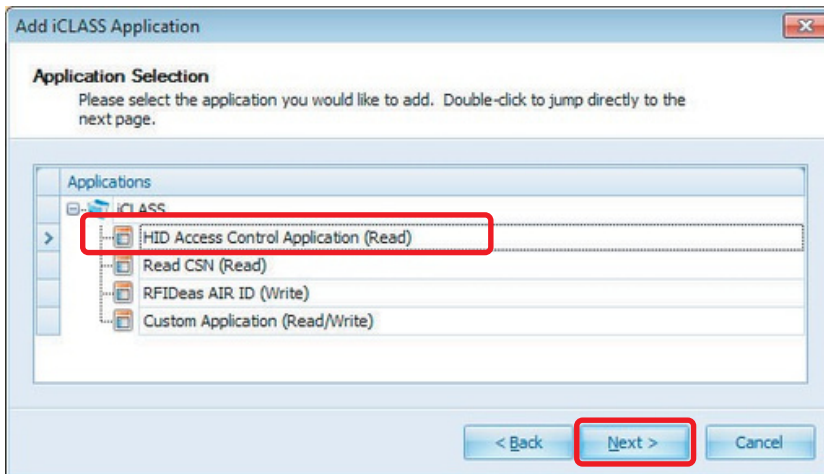 Add iCLASS Application
Application Selection
Please select the application you would like to add. Double-click to jump directly to the
next page.
Applications
iCLASS
HID Access Control Application (Read)
Read CSN (Read)
RFIDeas AIR ID (Write)
Custom Application (Read/Write)
< Back
Next >
Cancel